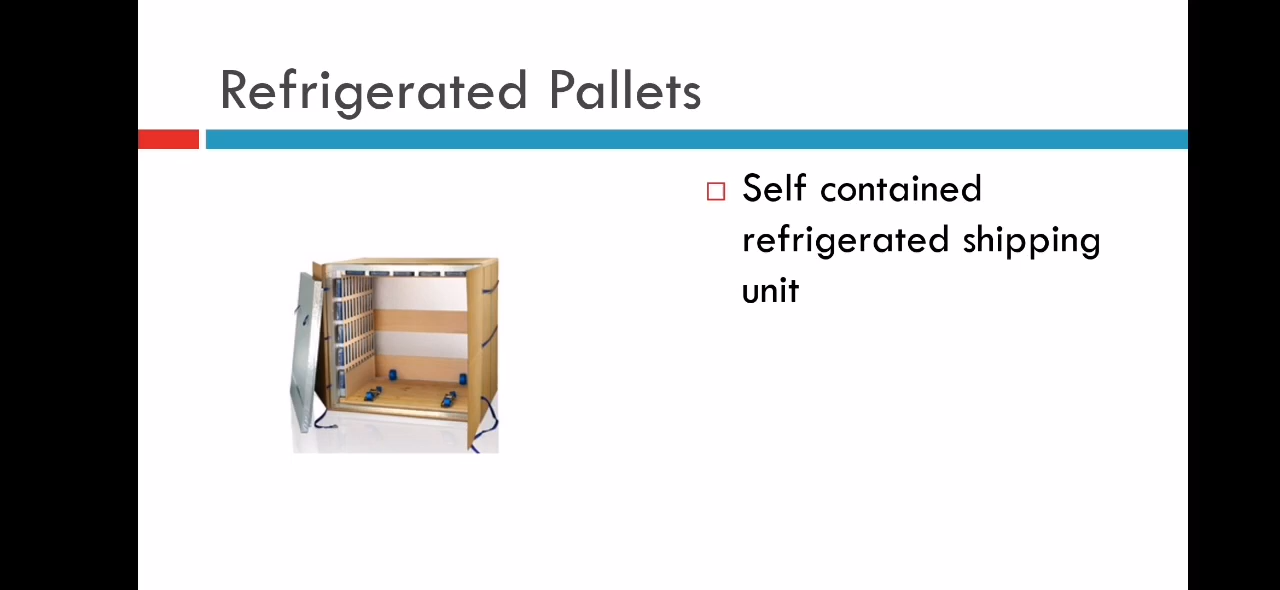 Refrigerated Pallets
Self contained
refrigerated shipping
unit